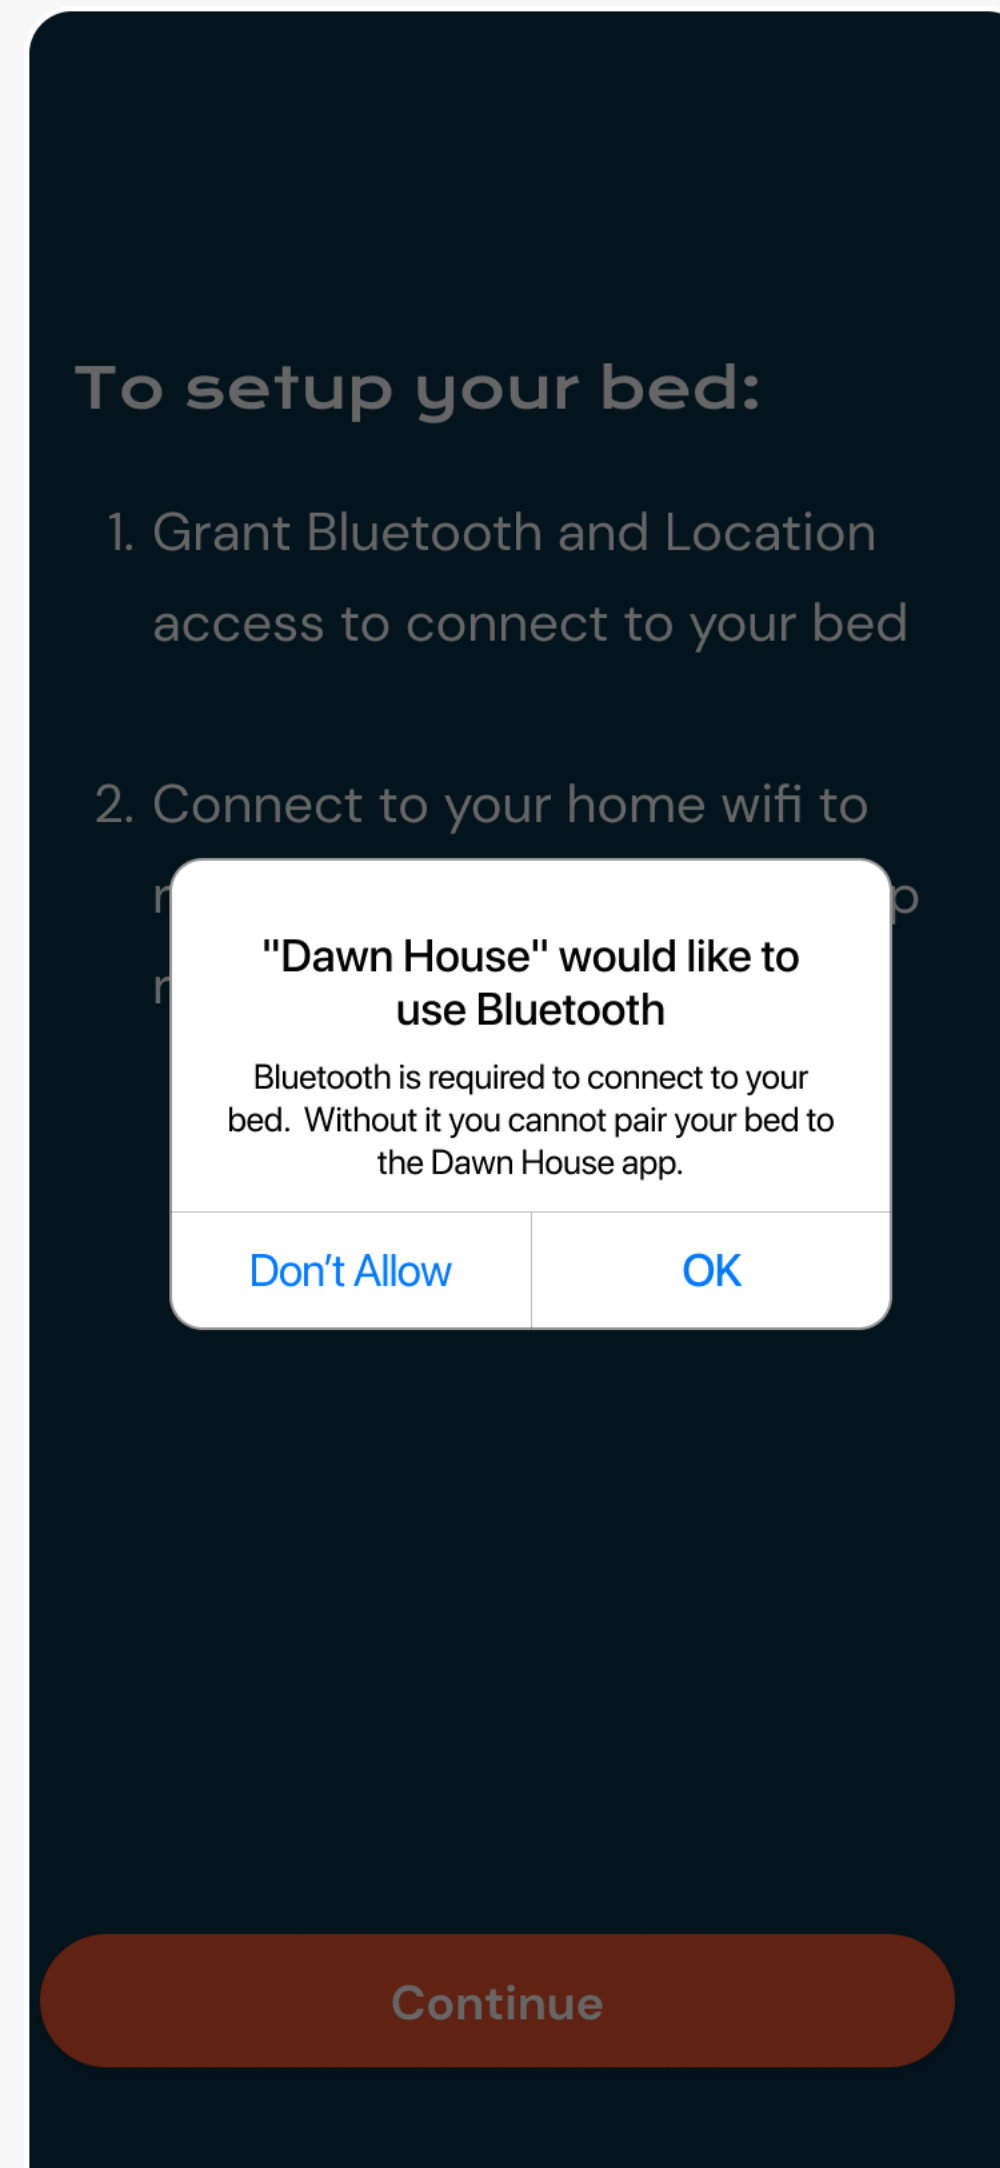 To setup your bed:
1. Grant Bluetooth and Location
access to connect to your bed
2. Connect to your home wifi to
"Dawn House" would like to
use Bluetooth
Bluetooth is required to connect to your
bed.  Without it you cannot pair your bed to
the Dawn House app.
Don’t Allow
OK
Continue